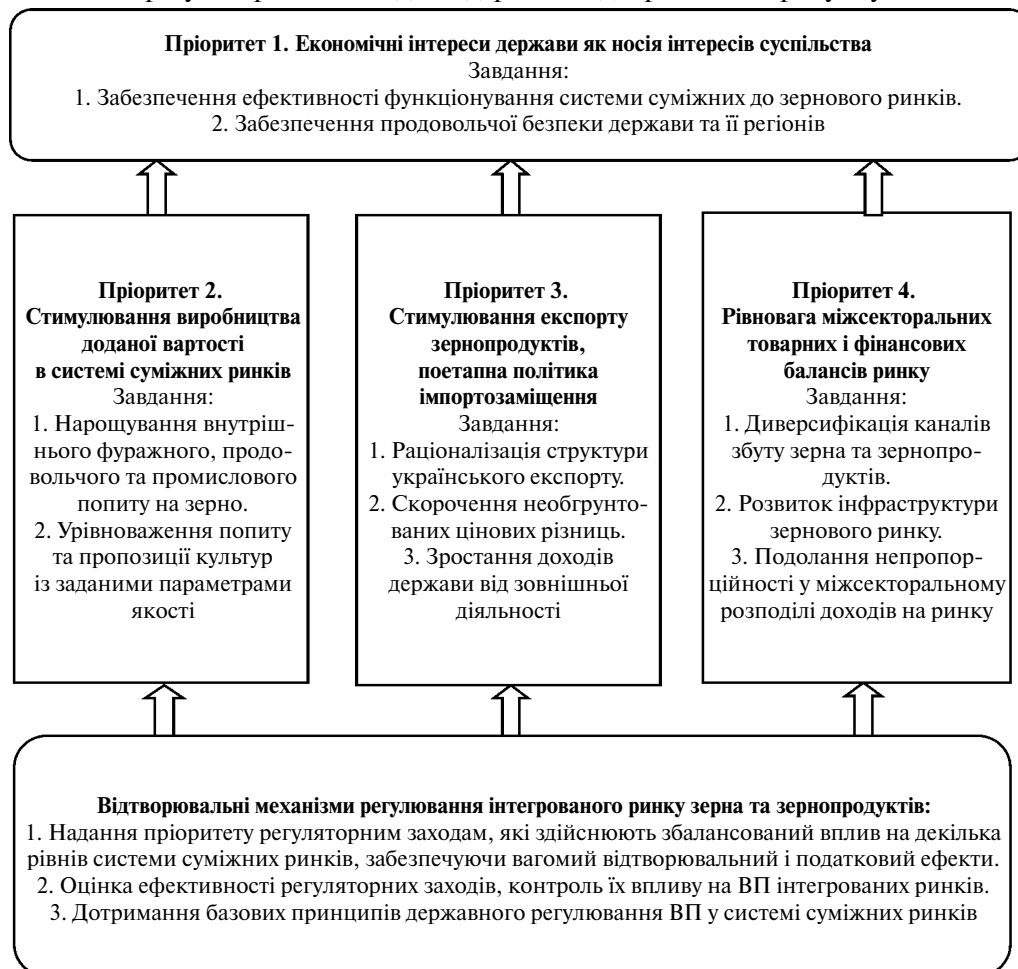 Пріоритет 1. Економічні інтереси держави як носія інтересів суспільства
Завдання:
1. Забезпечення ефективності функціонування системи суміжних до зернового ринків.
2. Забезпечення продовольчої безпеки держави та її регіонів
Пріоритет 2.
Стимулювання виробництва
доданої вартості
в системі суміжних ринків
Завдання:
1. Нарощування внутріш-
нього фуражного, продо-
вольчого та промислового
попиту на зерно.
2. Урівноваження попиту
та пропозиції культур
із заданими параметрами
якості
Пріоритет 3.
Стимулювання експорту
зернопродуктів,
поетапна політика
імпортозаміщення
Завдання:
1. Раціоналізація структури
українського експорту.
2. Скорочення необгрунто-
ваних цінових різниць.
3. Зростання доходів
держави від зовнішньої
діяльності
Пріоритет 4.
Рівновага міжсекторальних
товарних і фінансових
балансів ринку
Завдання:
1. Диверсифікація каналів
збуту зерна та зернопро-
дуктів.
2. Розвиток інфраструктури
зернового ринку.
3. Подолання непропор-
ційності у міжсекторальному
розподілі доходів на ринку
Відтворювальні механізми регулювання інтегрованого ринку зерна та зернопродуктів:
1. Надання пріоритету регуляторним заходам, які здійснюють збалансований вплив на декілька
рівнів системи суміжних ринків, забезпечуючи вагомий відтворювальний і податковий ефекти.
2. Оцінка ефективності регуляторних заходів, контроль їх впливу на ВП інтегрованих ринків.
3. Дотримання базових принципів державного регулювання ВП у системі суміжних ринків